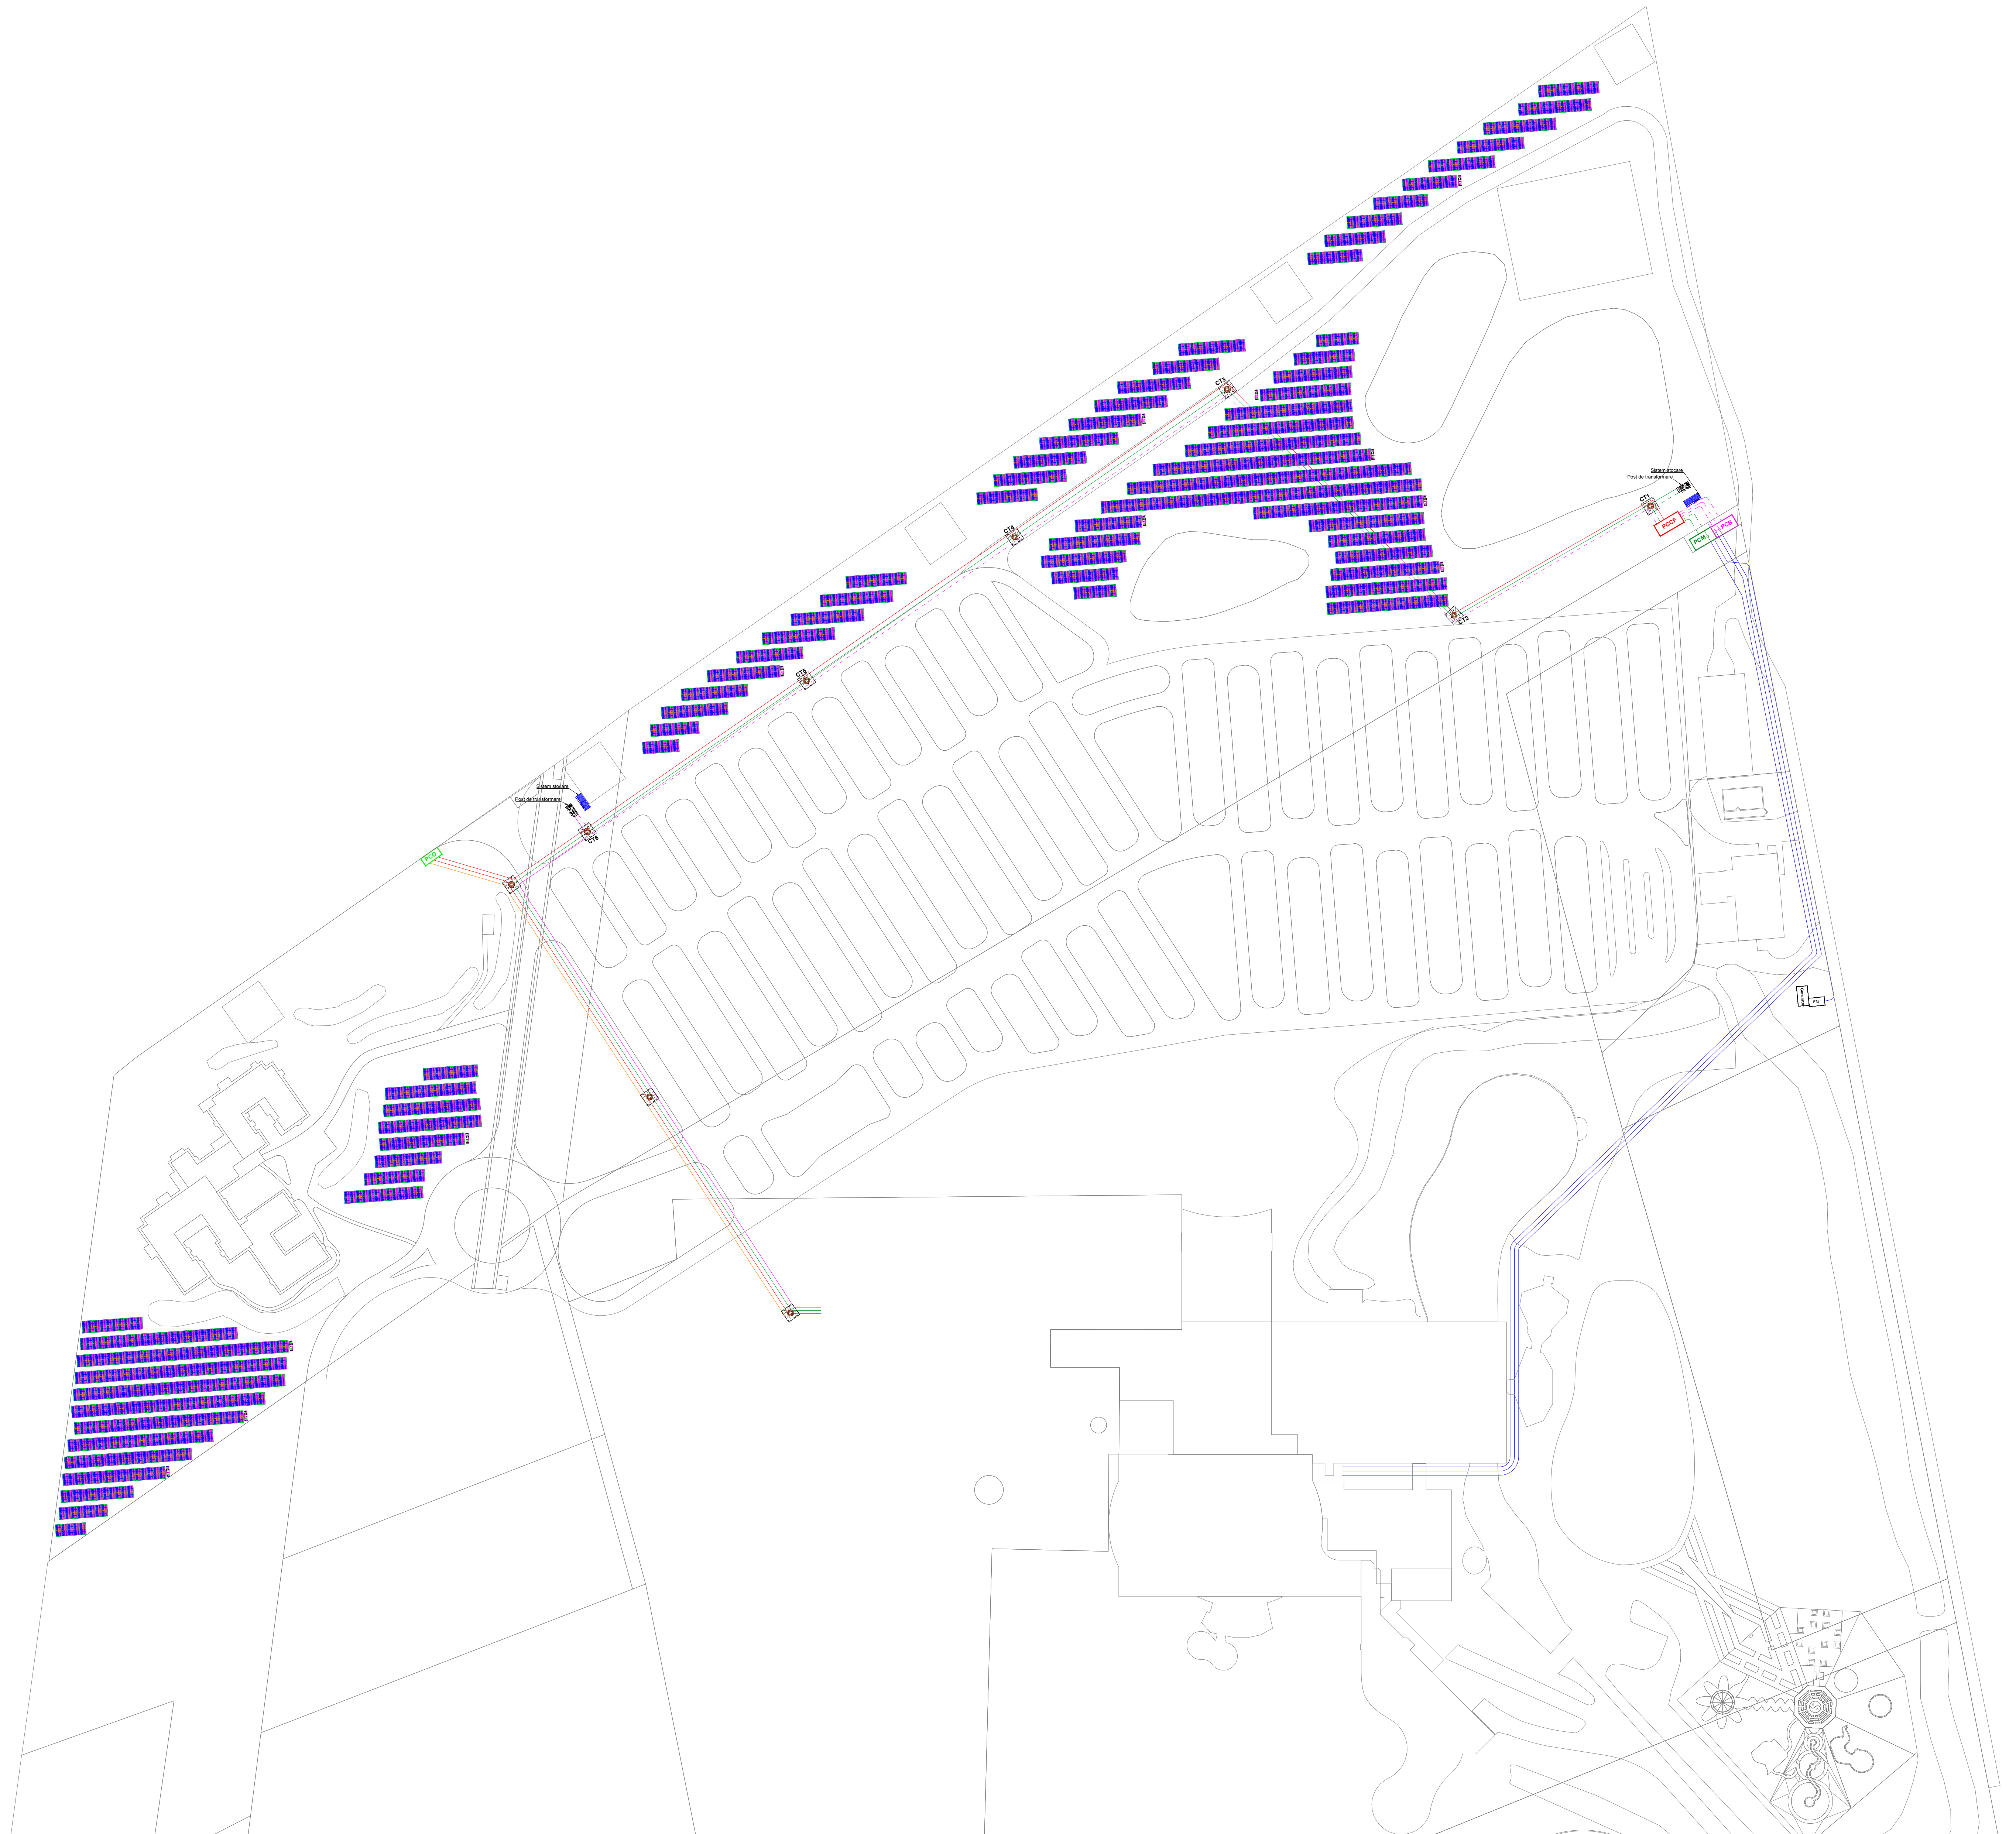 CT3
Sistem stocare
Post de transformare
CT1
PCCF
PCB
PCM
CT4
CT2
CT5
Sistem stocare
Post de transformare
CT6
PCD